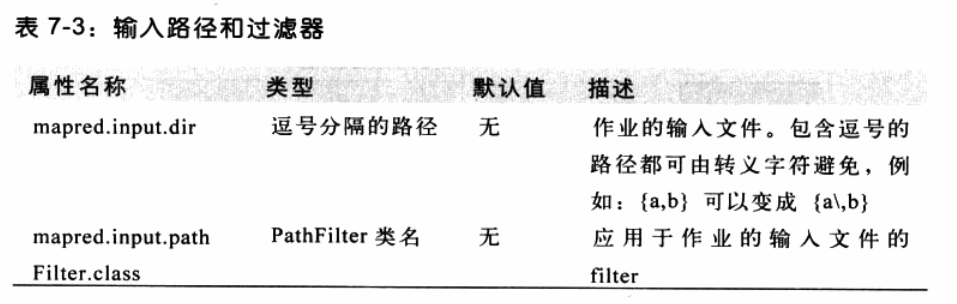 表 7-3：输入路径和过滤器
属性名称 类型 默认值 描述
mapred.input.dir 逗号分隔的路径 无 作业的输入文件。包含逗号的
路径都可由转义字符避免，例
如：{a,b} 可以变成 {a\,b}
mapred.input.path PathFilter 类名 无 应用于作业的输入文件的
Filter.class filter